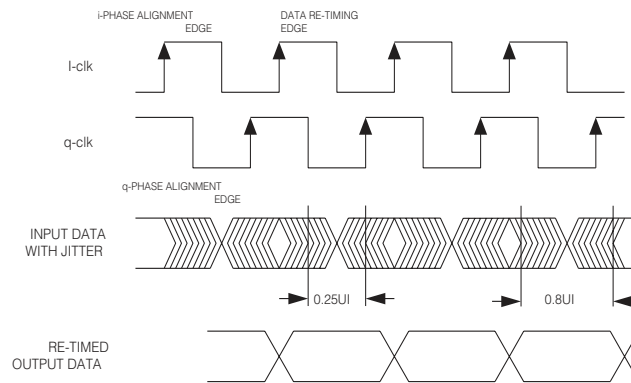 i-PHASE ALIGNMENT
EDGE
DATA RE-TIMING
EDGE
I-clk
q-clk
q-PHASE ALIGNMENT
EDGE
INPUT DATA
WITH JITTER
0.25UI
0.8UI
RE-TIMED
OUTPUT DATA